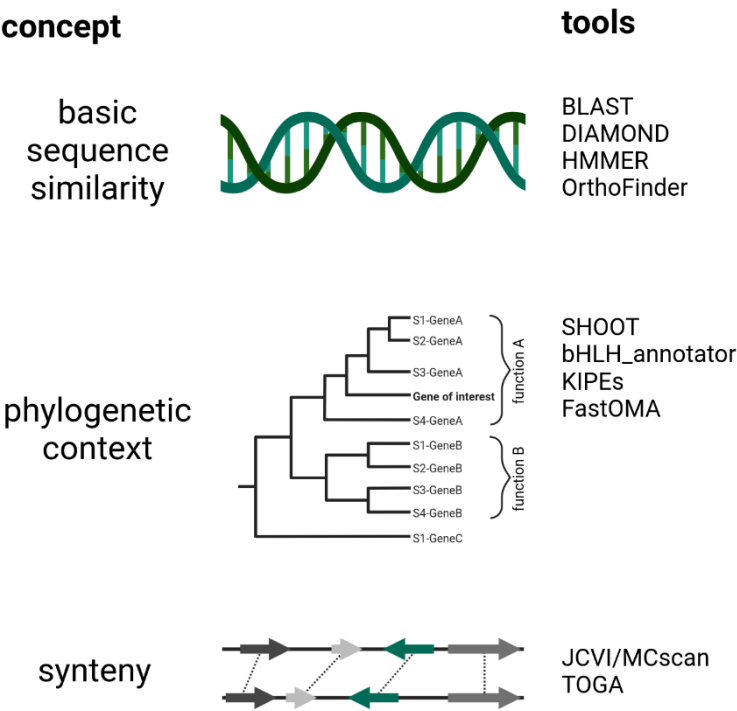 concept
tools
basic
sequence
similarity
BLAST
DIAMOND
HMMER
OrthoFinder
phylogenetic
context
S1-GeneA
S2-GeneA
S3-GeneA
Gene of interest
S4-GeneA
function A
S1-GeneB
S2-GeneB
S3-GeneB
S4-GeneB
function B
S1-GeneC
SHOOT
bHLH_annotator
KIPEs
FastOMA
synteny
JCVI/MCscan
TOGA